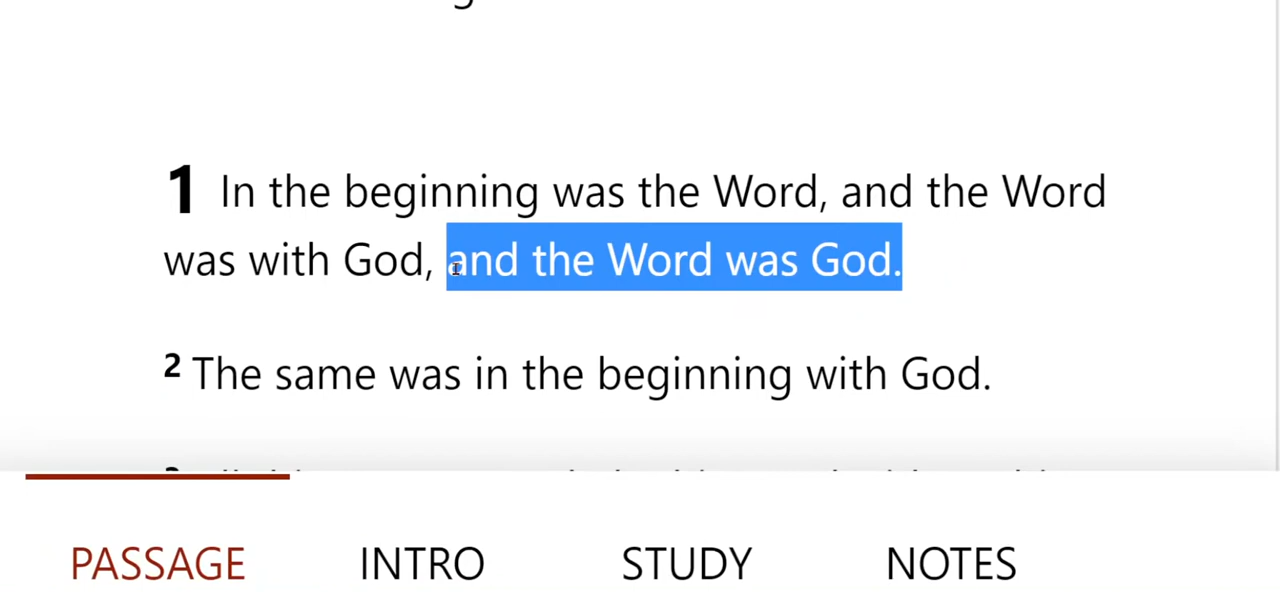 1 In the beginning was the Word, and the Word
was with God, and the Word was God.
2 The same was in the beginning with God.
PASSAGE INTRO STUDY NOTES